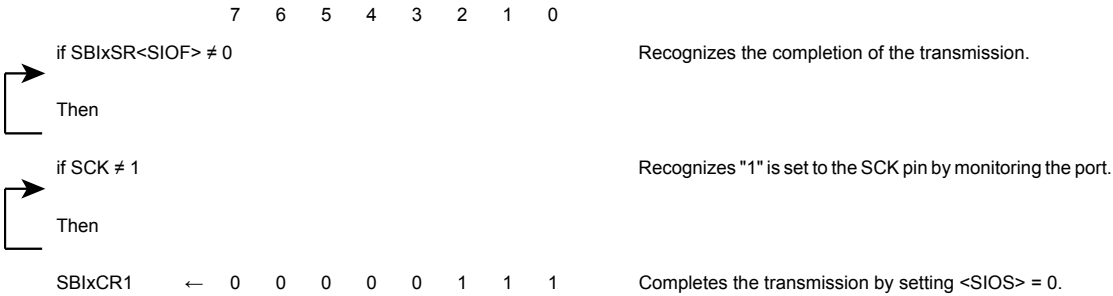 7 6 5 4 3 2 1 0
if SBIxSR<SIOF> ≠ 0 Recognizes the completion of the transmission.
Then
if SCK ≠ 1 Recognizes "1" is set to the SCK pin by monitoring the port.
Then
SBIxCR1 ← 0 0 0 0 0 1 1 1 Completes the transmission by setting <SIOS> = 0.